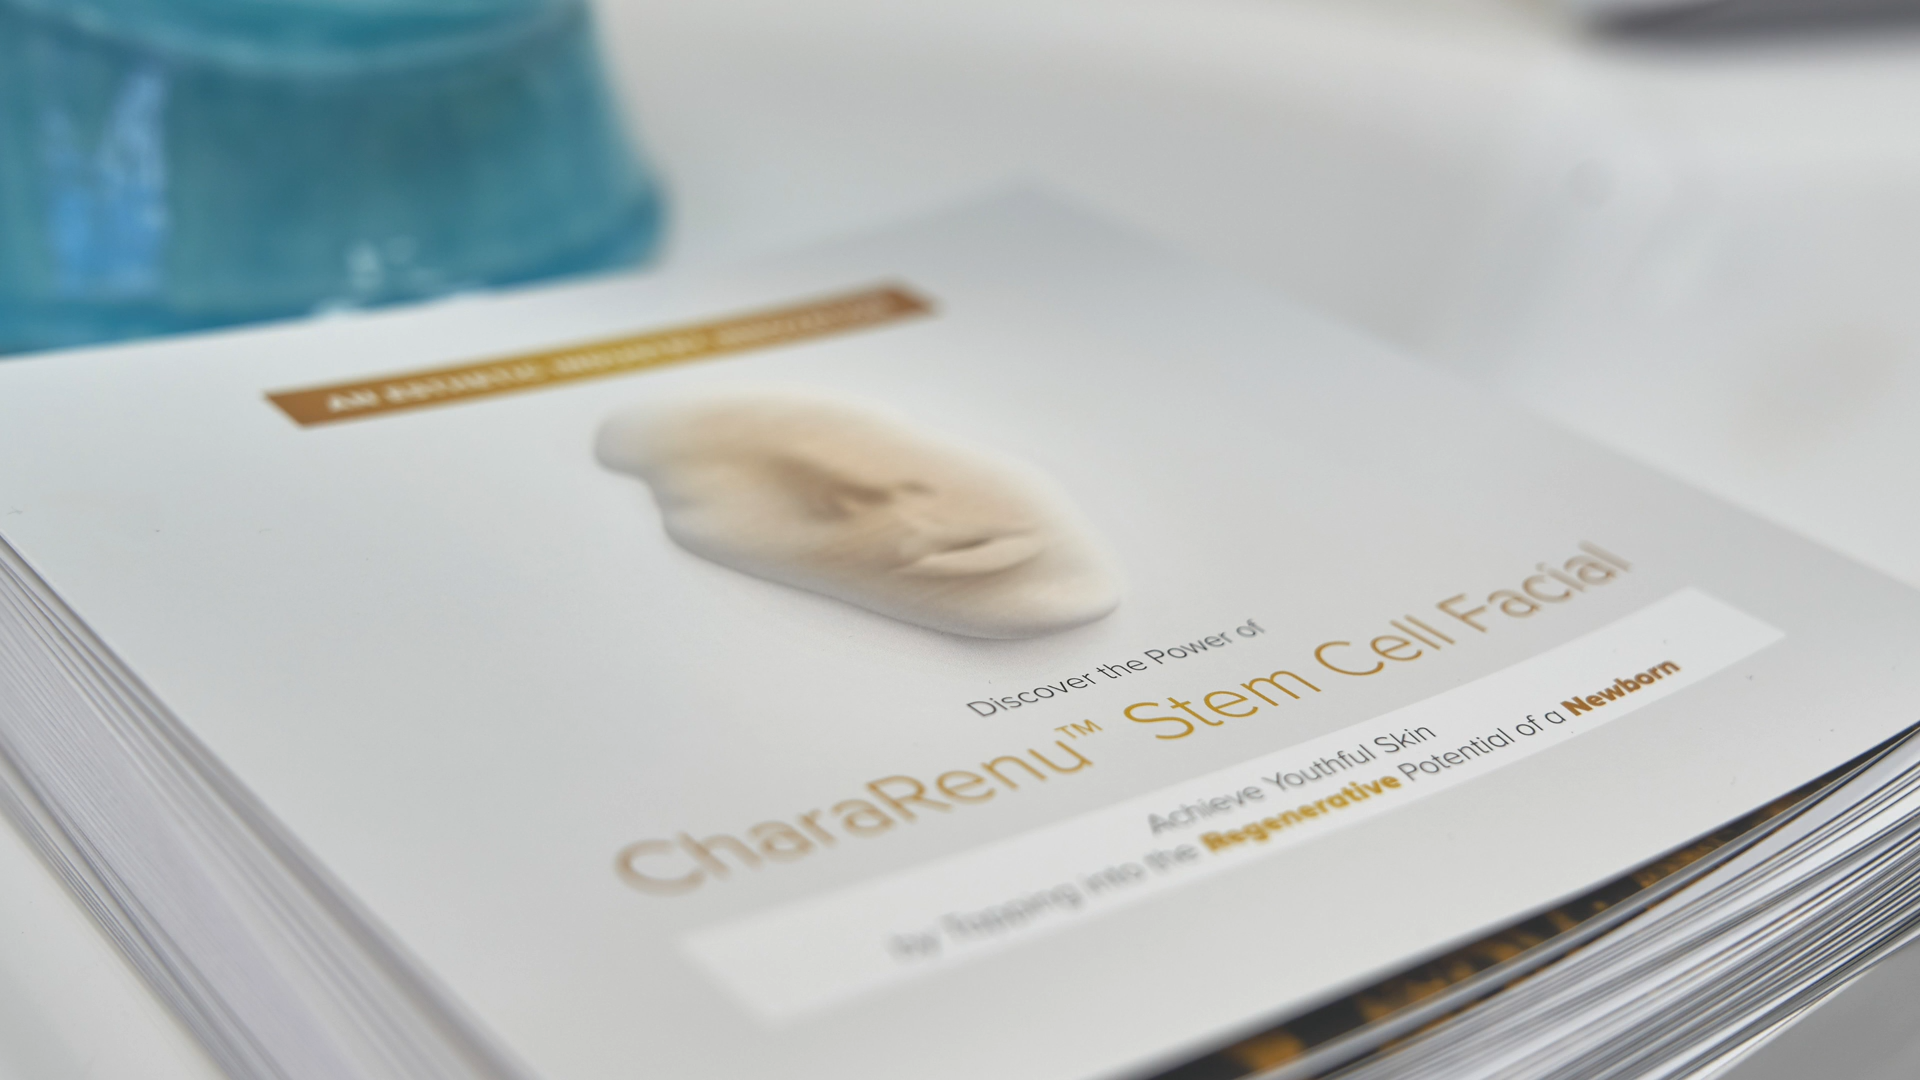 Discover the Power of
CharaRenu™ Stem Cell Facial
Achieve Youthful Skin
by Tapping into the Regenerative Potential of a Newborn